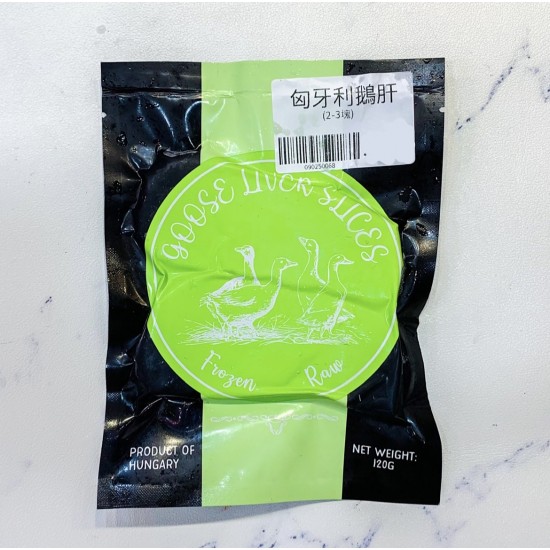 匈牙利鵝肝
(2-3塊)
090250068
GOOSE LIVER SLICES
Frozen Raw
PRODUCT OF
HUNGARY
NET WEIGHT:
120G